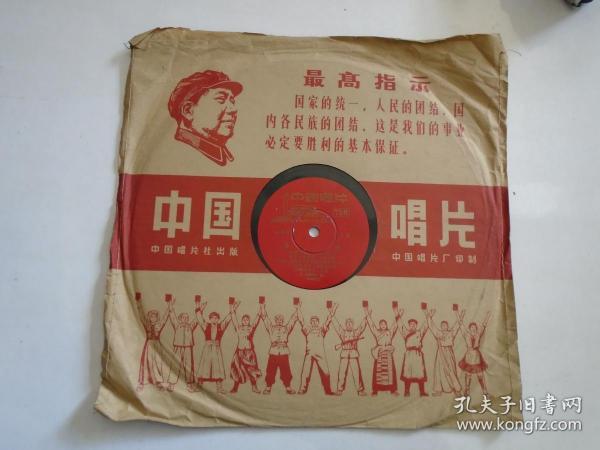 最高指示
国家的统一，人民的团结，国
内各民族的团结，这是我们的事业
必定要胜利的基本保证。
中国
唱片
中国唱片社出版
中国唱片厂印制
中国唱片
孔夫子旧书网
www.kongfz.com